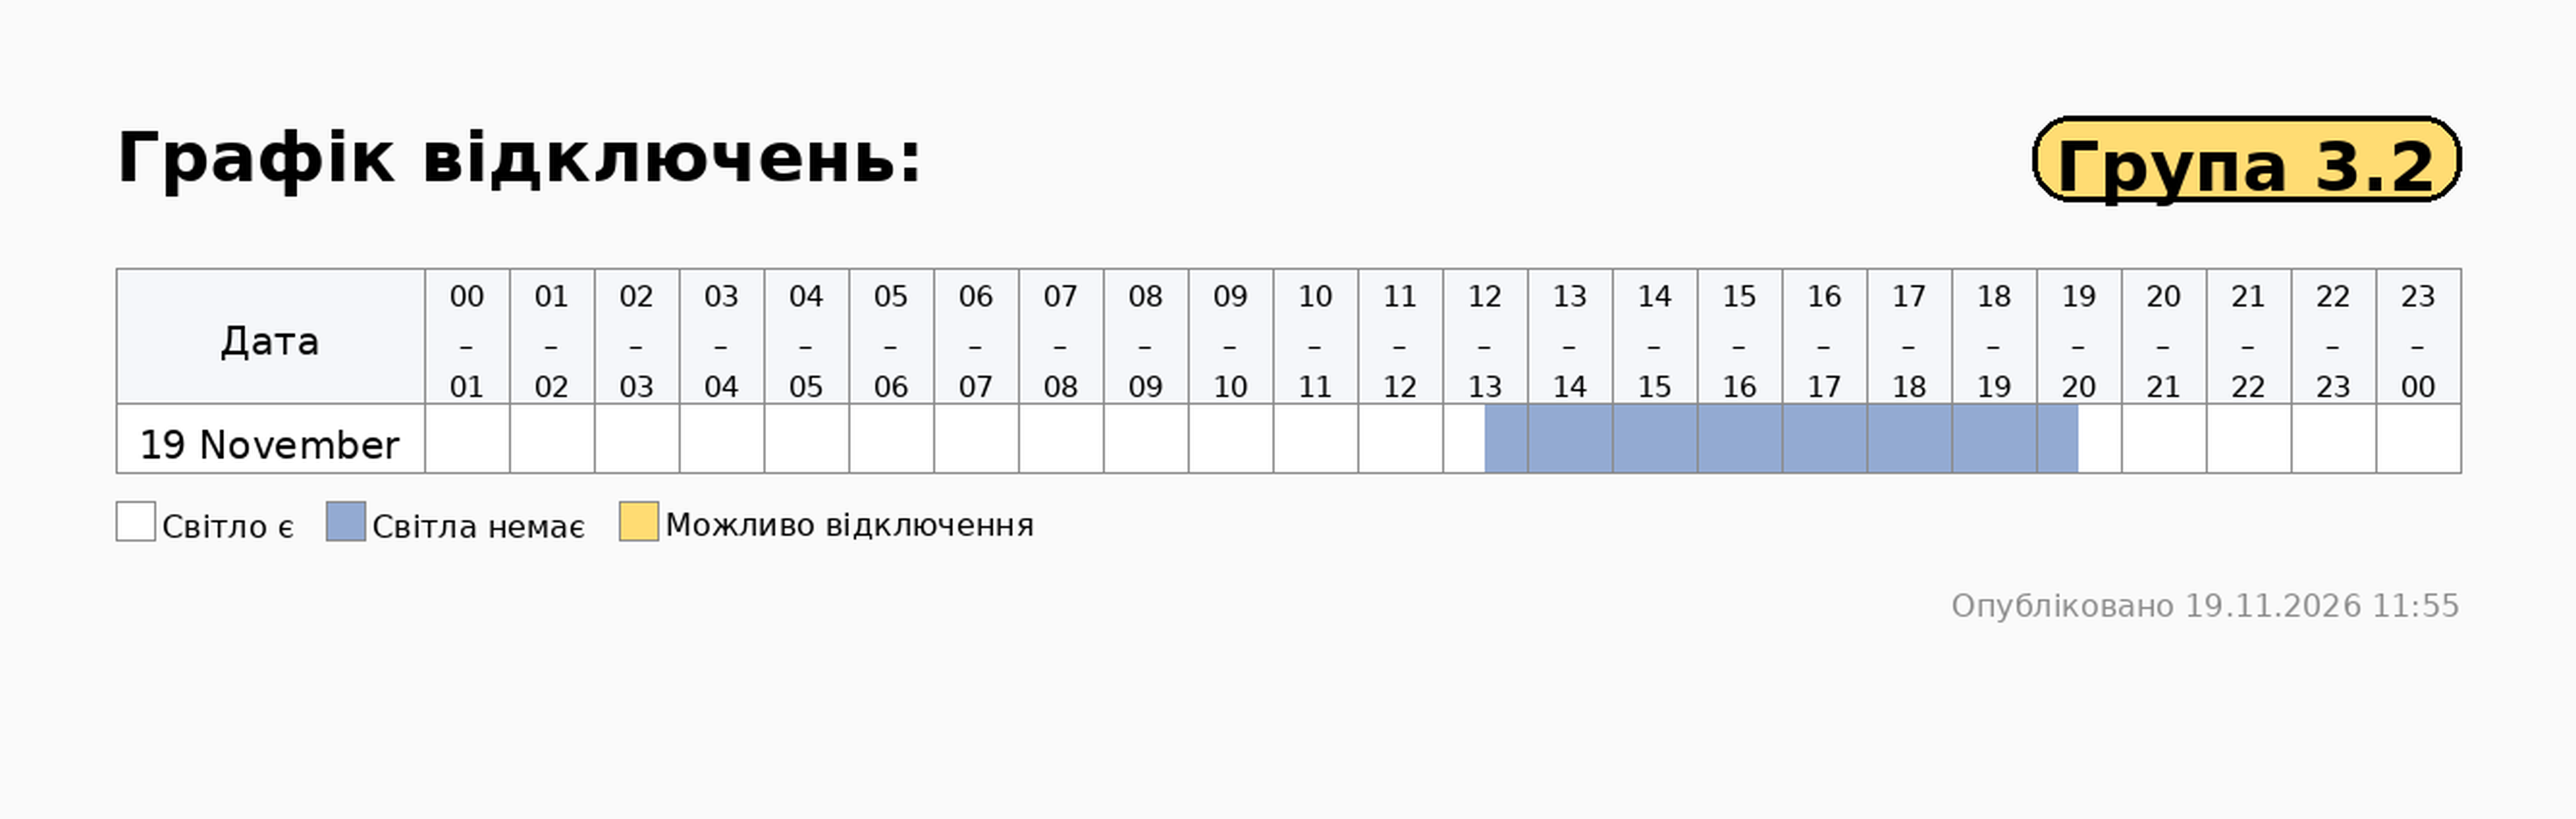 Графік відключень:
Група 3.2
Дата
00 – 01
01 – 02
02 – 03
03 – 04
04 – 05
05 – 06
06 – 07
07 – 08
08 – 09
09 – 10
10 – 11
11 – 12
12 – 13
13 – 14
14 – 15
15 – 16
16 – 17
17 – 18
18 – 19
19 – 20
20 – 21
21 – 22
22 – 23
23 – 00
19 November
Світло є
Світла немає
Можливо відключення
Опубліковано 19.11.2026 11:55